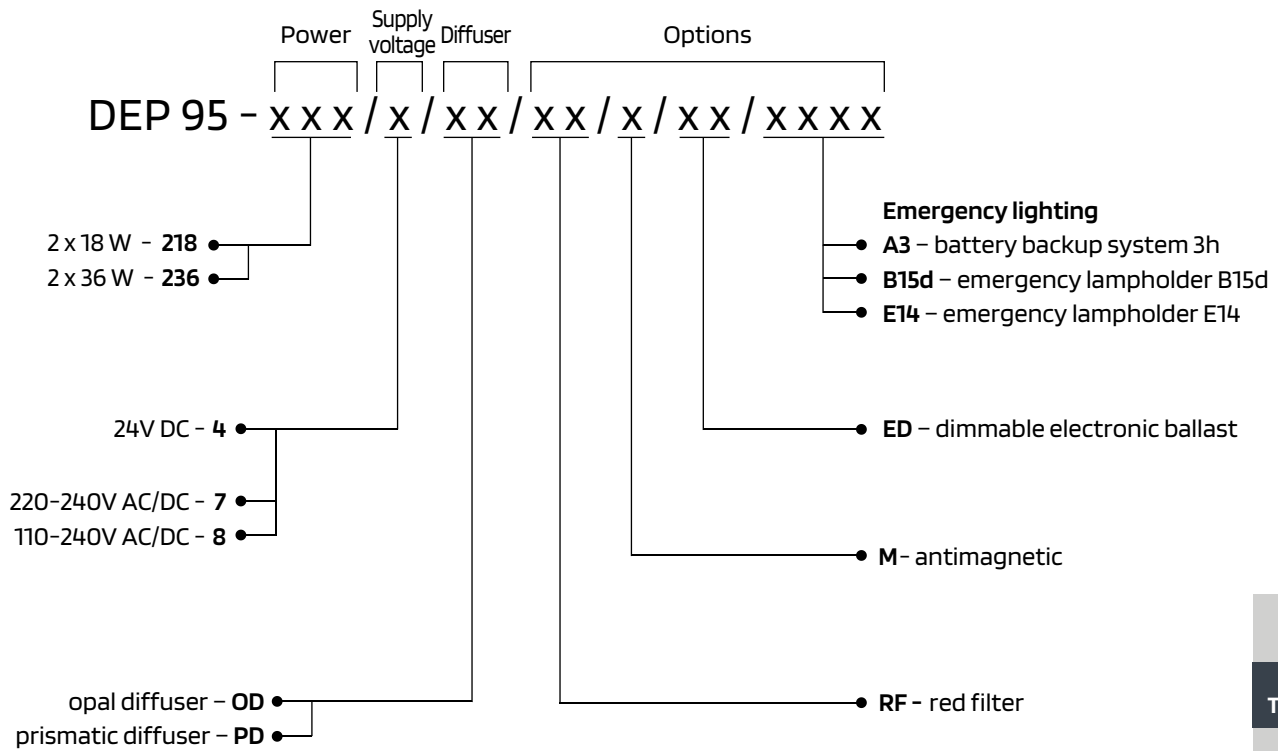 Power
Supply
voltage
Diffuser
Options
DEP 95 - x x x / x / x x / x x / x / x x / x x x x
Emergency lighting
2 x 18 W - 218
A3 – battery backup system 3h
2 x 36 W - 236
B15d – emergency lampholder B15d
E14 – emergency lampholder E14
24V DC - 4
ED – dimmable electronic ballast
220-240V AC/DC - 7
110-240V AC/DC - 8
M- antimagnetic
opal diffuser – OD
RF - red filter
prismatic diffuser – PD
T